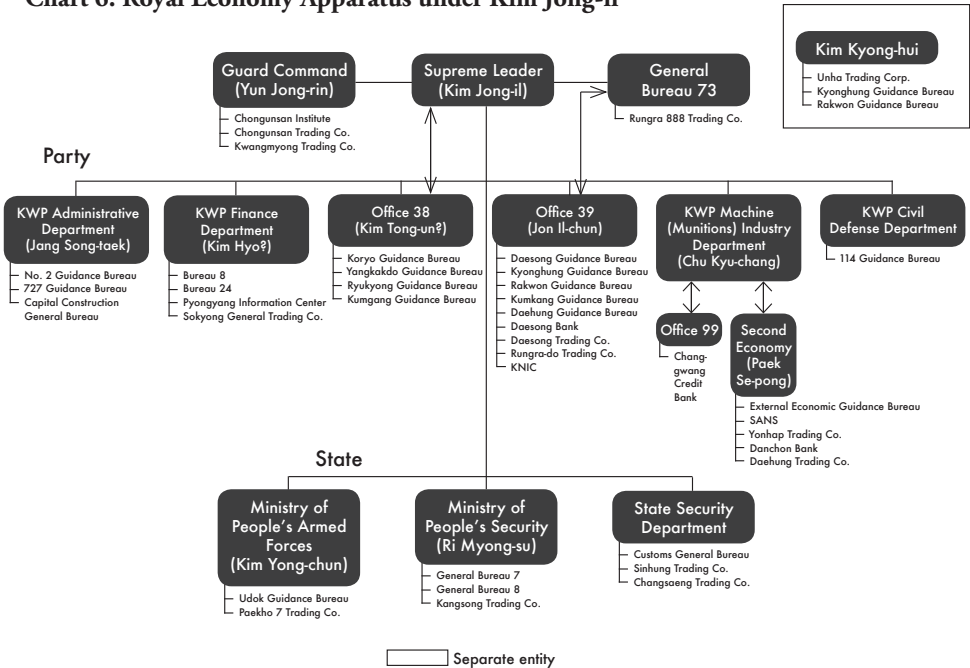 Chart 6: Royal Economy Apparatus under Kim Jong-il
Guard Command
(Yun Jong-rin)
Chongunsan Institute
Chongunsan Trading Co.
Kwangmyong Trading Co.
Supreme Leader
(Kim Jong-il)
General
Bureau 73
Rungra 888 Trading Co.
Kim Kyong-hui
Unha Trading Corp.
Kyonghung Guidance Bureau
Rakwon Guidance Bureau
Party
KWP Administrative
Department
(Jang Song-taek)
No. 2 Guidance Bureau
727 Guidance Bureau
Capital Construction
General Bureau
KWP Finance
Department
(Kim Hyo?)
Bureau 8
Bureau 24
Pyongyang Information Center
Sokyong General Trading Co.
Office 38
(Kim Tong-un?)
Koryo Guidance Bureau
Yangkakdo Guidance Bureau
Ryukyong Guidance Bureau
Kumgang Guidance Bureau
Office 39
(Jon Il-chun)
Daesong Guidance Bureau
Kyonghung Guidance Bureau
Rakwon Guidance Bureau
Kumkang Guidance Bureau
Daehung Guidance Bureau
Daesong Bank
Daesong Trading Co.
Rungra-do Trading Co.
KNIC
KWP Machine
(Munitions) Industry
Department
(Chu Kyu-chang)
Office 99
Chang-
gwang
Credit
Bank
Second
Economy
(Paek
Se-pong)
External Economic Guidance Bureau
SANS
Yonhap Trading Co.
Danchon Bank
Daehung Trading Co.
KWP Civil
Defense Department
114 Guidance Bureau
State
Ministry of
People's Armed
Forces
(Kim Yong-chun)
Udok Guidance Bureau
Paekho 7 Trading Co.
Ministry of
People's Security
(Ri Myong-su)
General Bureau 7
General Bureau 8
Kangsong Trading Co.
State Security
Department
Customs General Bureau
Sinhung Trading Co.
Changsaeng Trading Co.
Separate entity